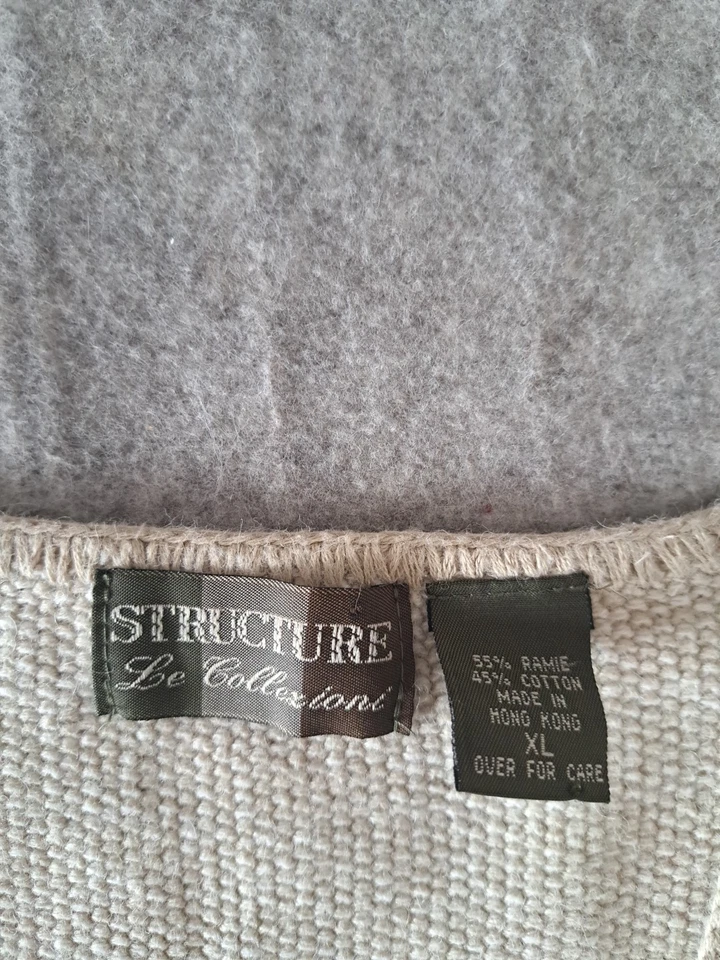 STRUCTURE
Le Collezioni
55% RAMIE
45% COTTON
MADE IN
HONG KONG
XL
OVER FOR CARE